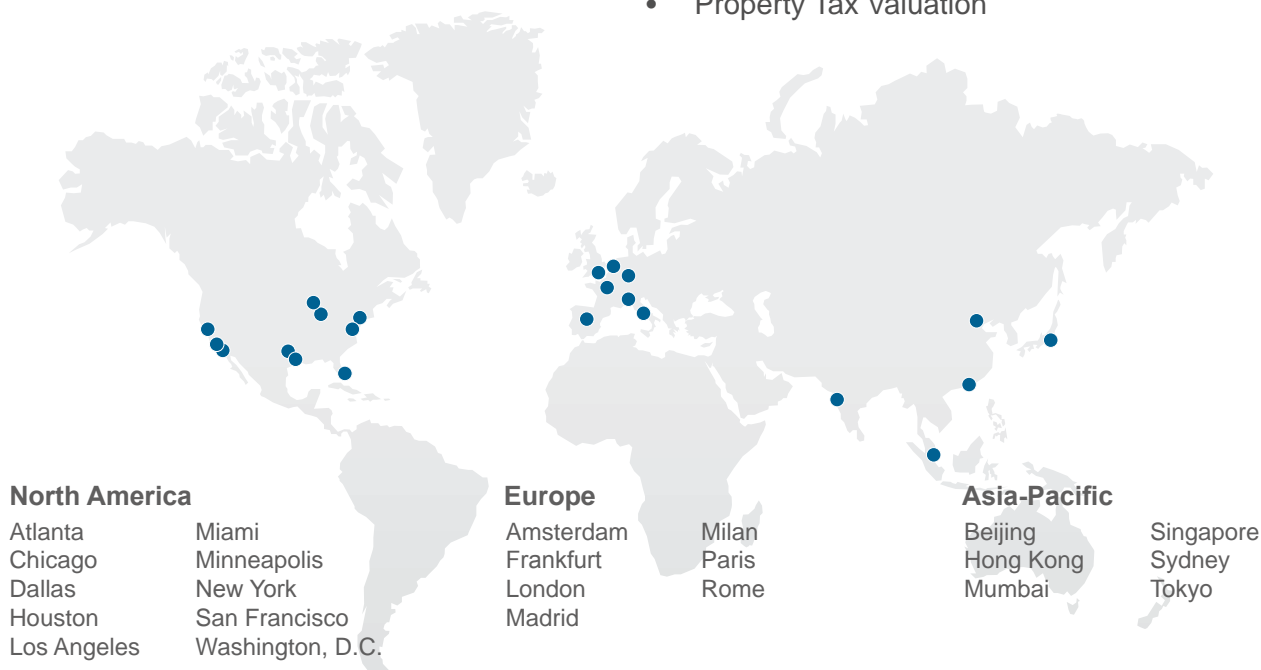 • Property Tax Valuation
North America
Atlanta
Chicago
Dallas
Houston
Los Angeles
Miami
Minneapolis
New York
San Francisco
Washington, D.C.
Europe
Amsterdam
Frankfurt
London
Madrid
Milan
Paris
Rome
Asia-Pacific
Beijing
Hong Kong
Mumbai
Singapore
Sydney
Tokyo